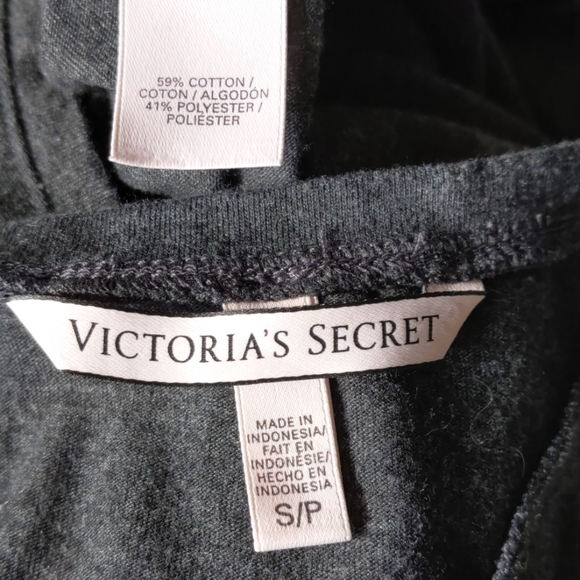 59% COTTON /
COTON / ALGODÓN
41% POLYESTER /
POLIÉSTER
VICTORIA'S SECRET
MADE IN
INDONESIA/
FAIT EN
INDONÉSIE/
HECHO EN
INDONESIA
S/P